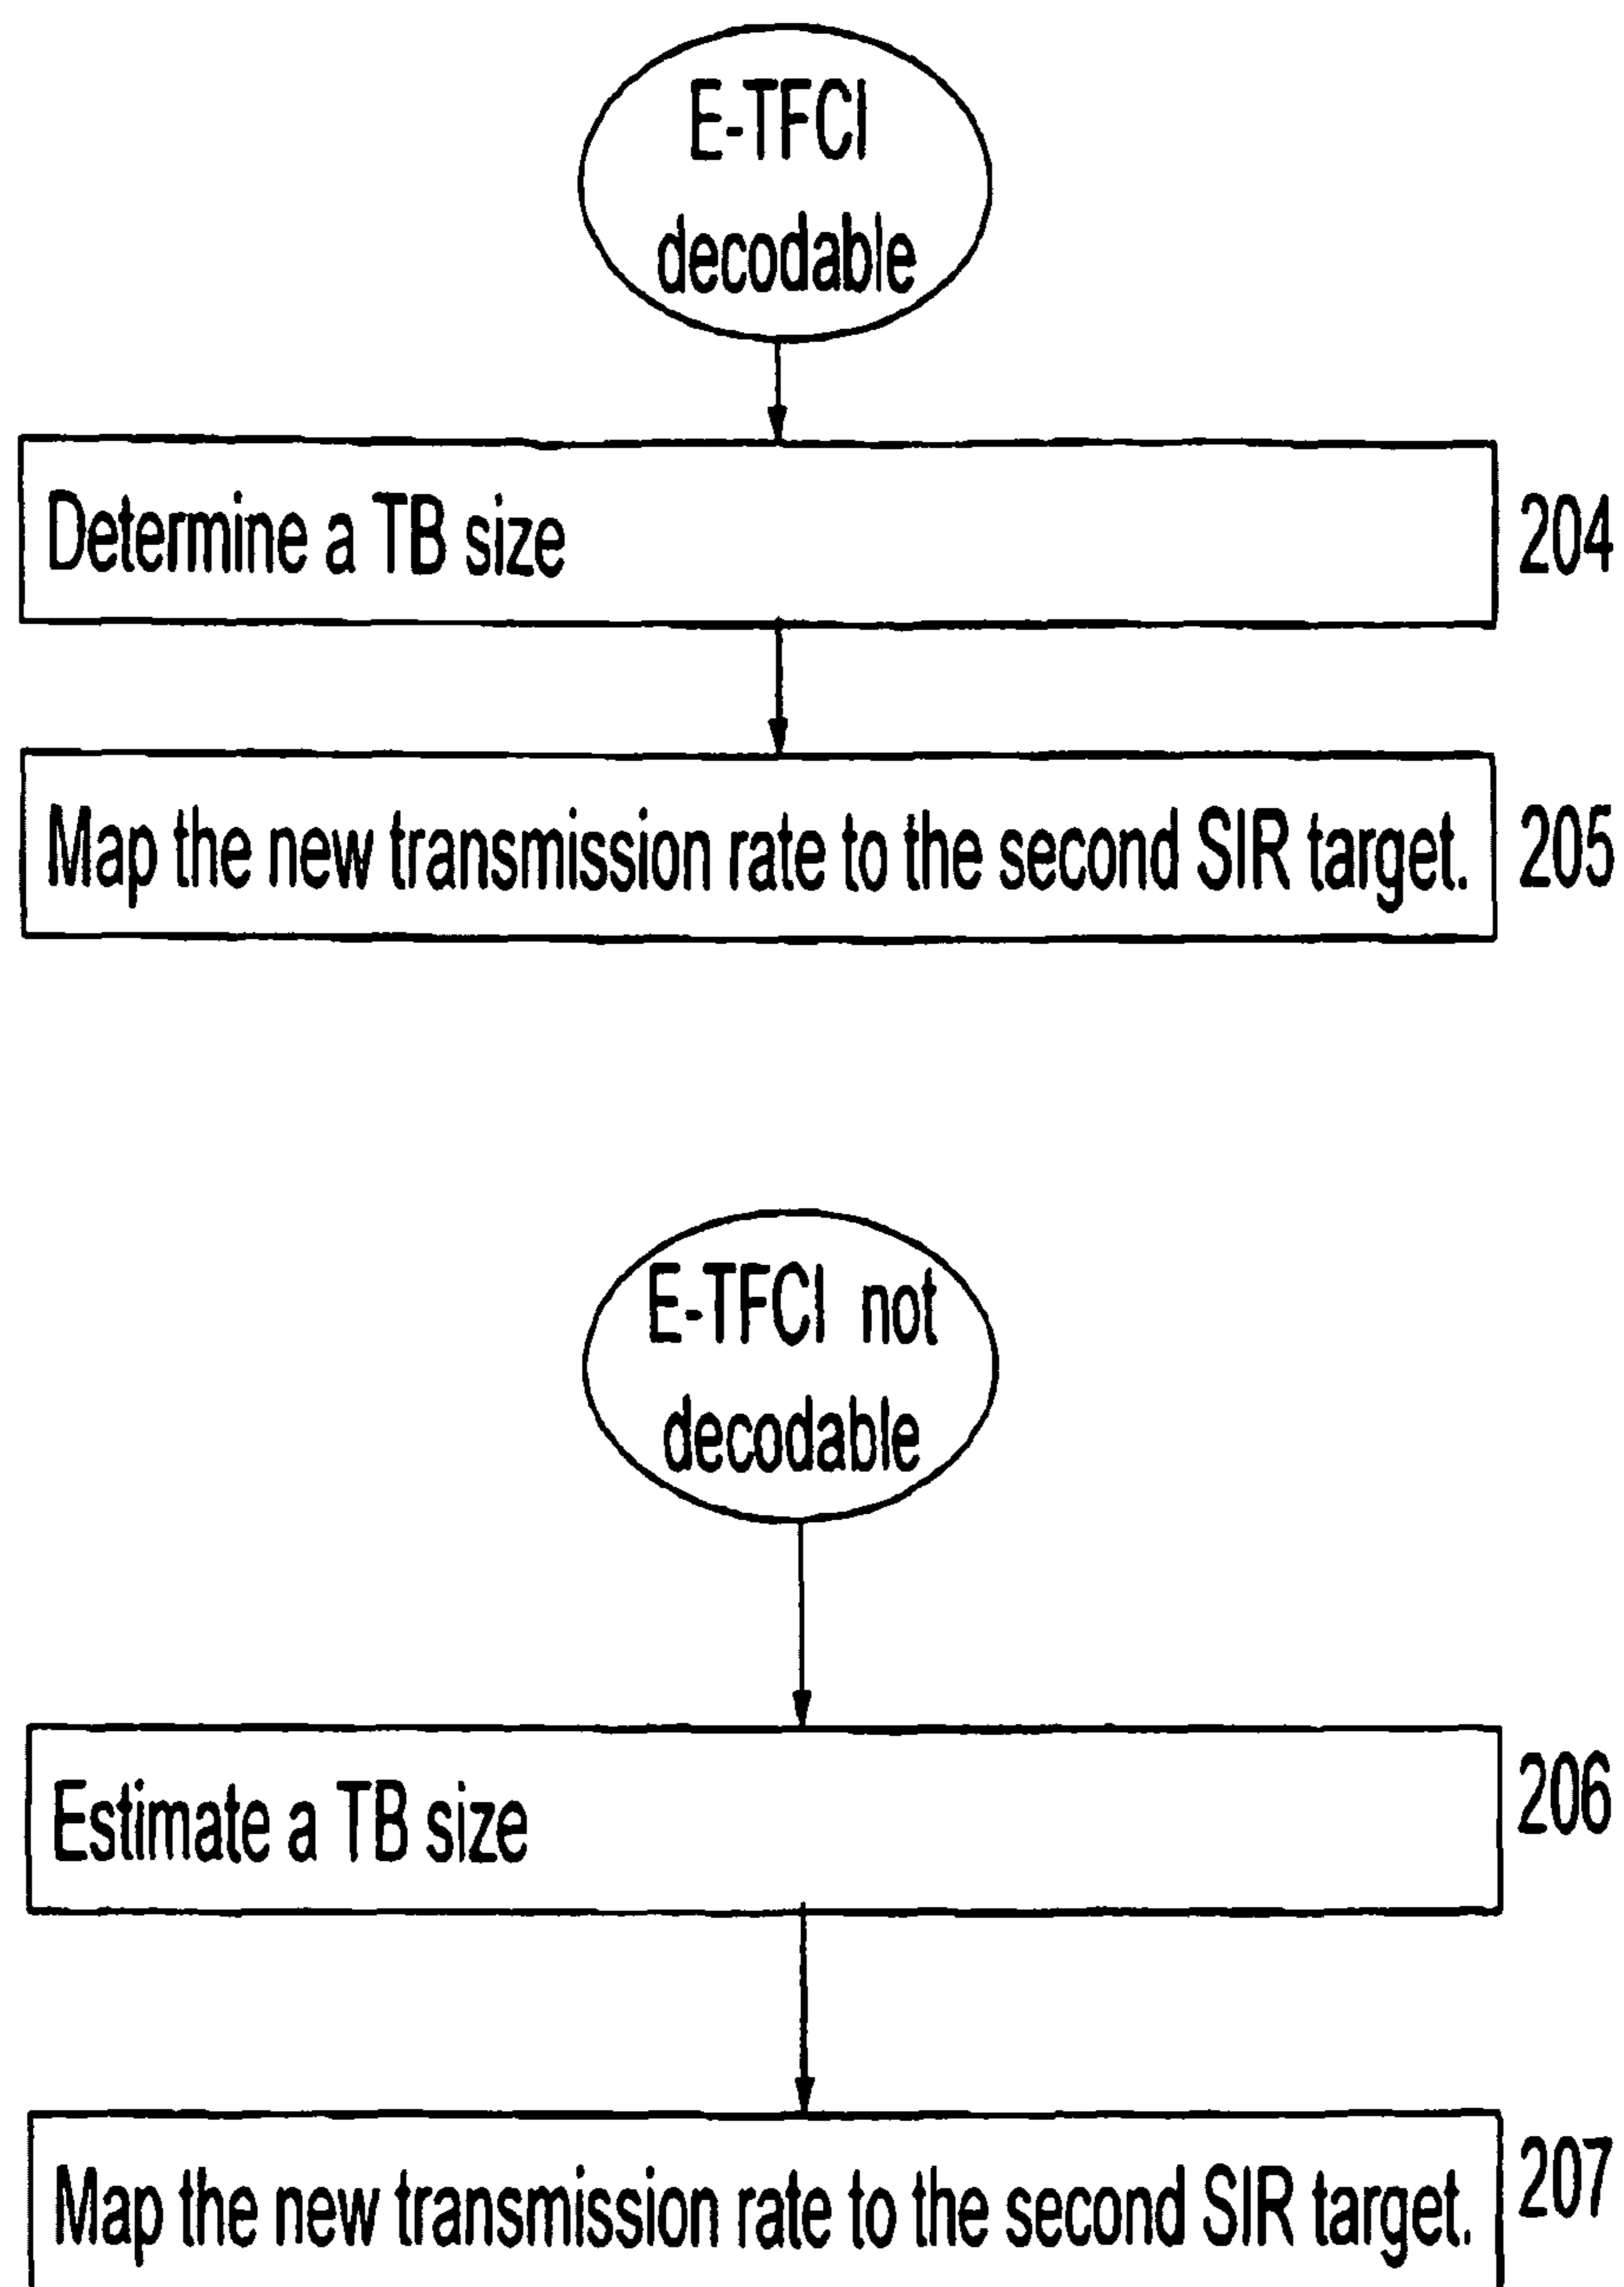 E-TFCI
decodable
Determine a TB size
204
Map the new transmission rate to the second SIR target.
205
E-TFCI not
decodable
Estimate a TB size
206
Map the new transmission rate to the second SIR target.
207